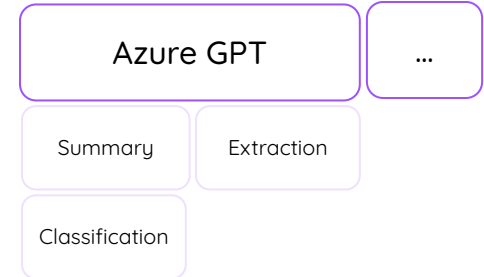 Azure GPT
...
Summary
Extraction
Classification